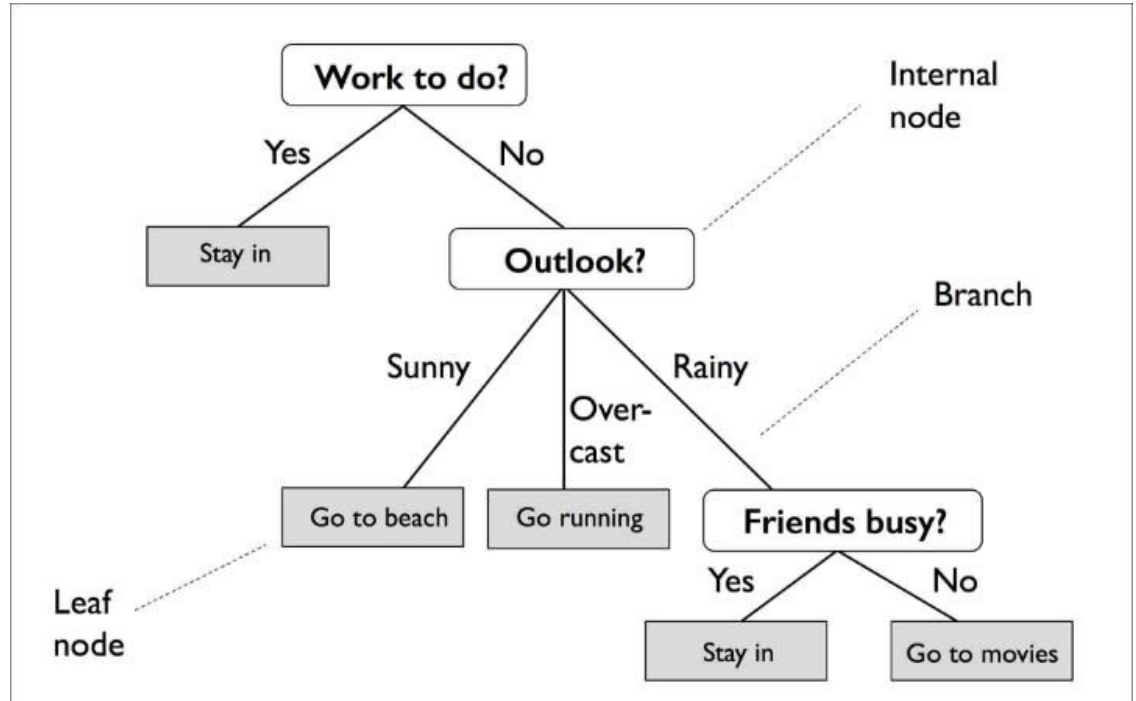 Work to do?
Internal
node
Yes
No
Stay in
Outlook?
Branch
Sunny
Rainy
Over-
cast
Go to beach
Go running
Friends busy?
Leaf
node
Yes
No
Stay in
Go to movies